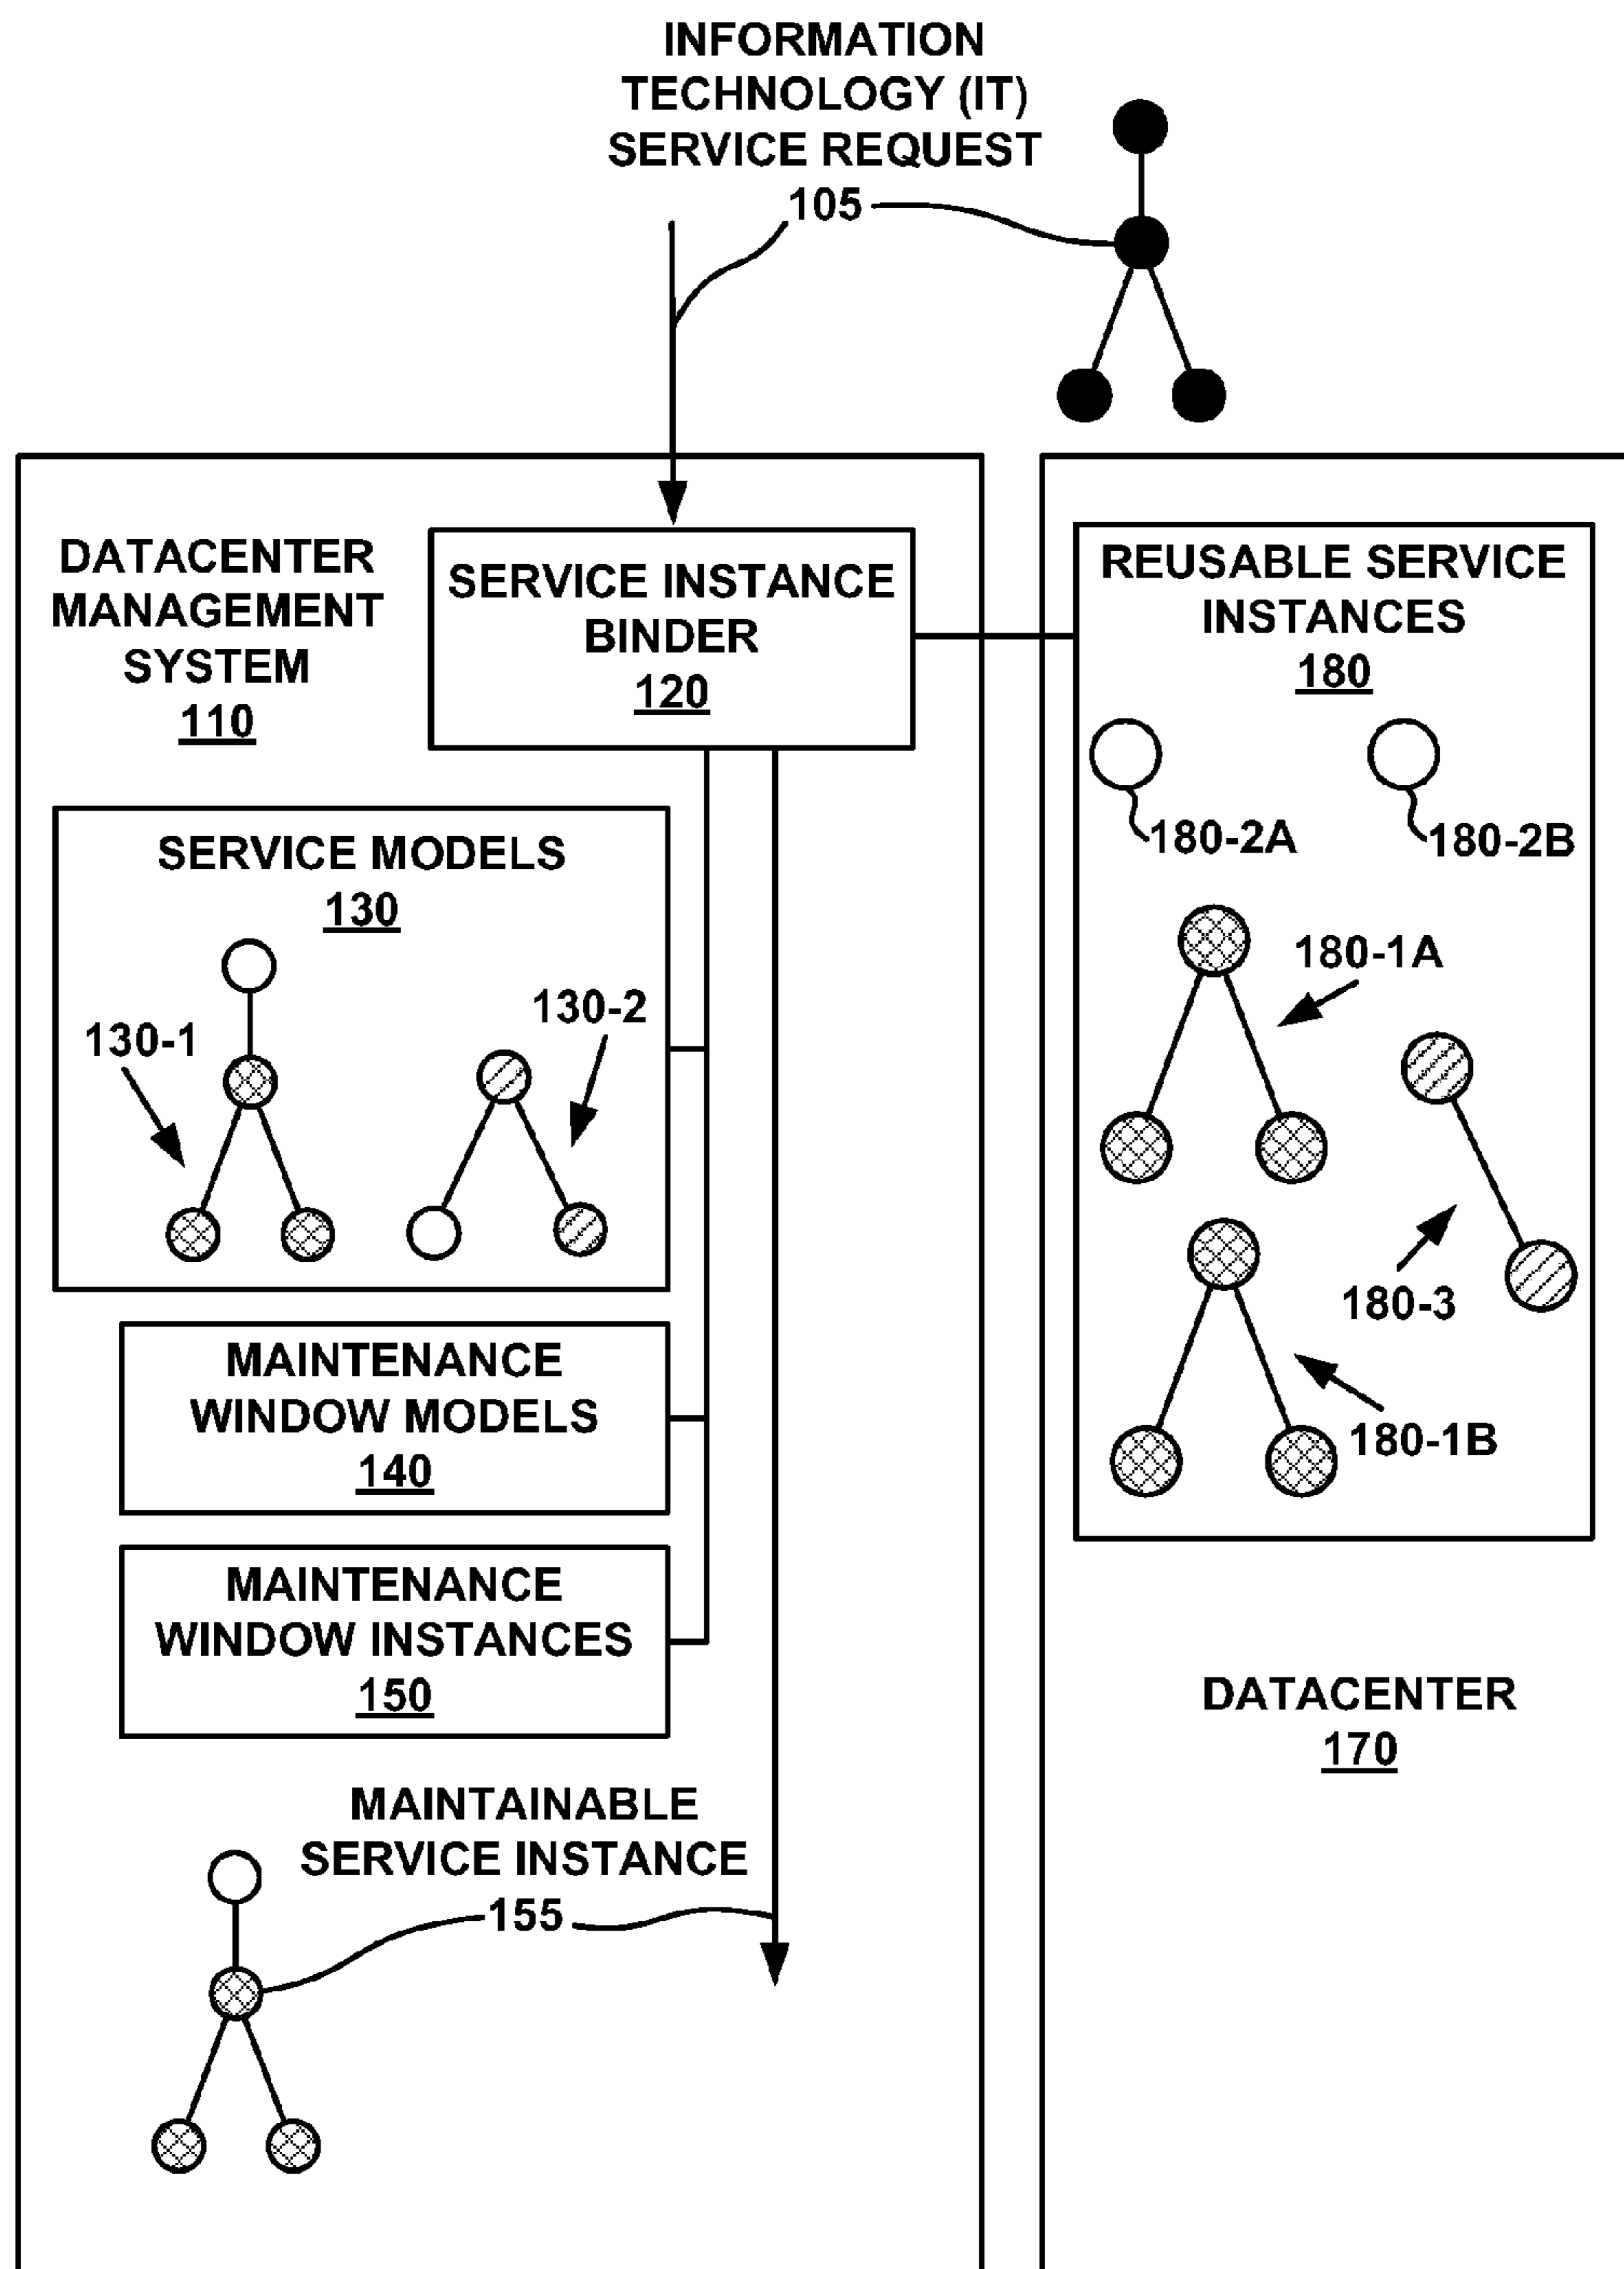 INFORMATION
TECHNOLOGY (IT)
SERVICE REQUEST
105
DATACENTER
MANAGEMENT
SYSTEM
110
SERVICE INSTANCE
BINDER
120
REUSABLE SERVICE
INSTANCES
180
180-2A
180-2B
180-1A
180-3
180-1B
SERVICE MODELS
130
130-1
130-2
MAINTENANCE
WINDOW MODELS
140
MAINTENANCE
WINDOW INSTANCES
150
DATACENTER
170
MAINTAINABLE
SERVICE INSTANCE
155